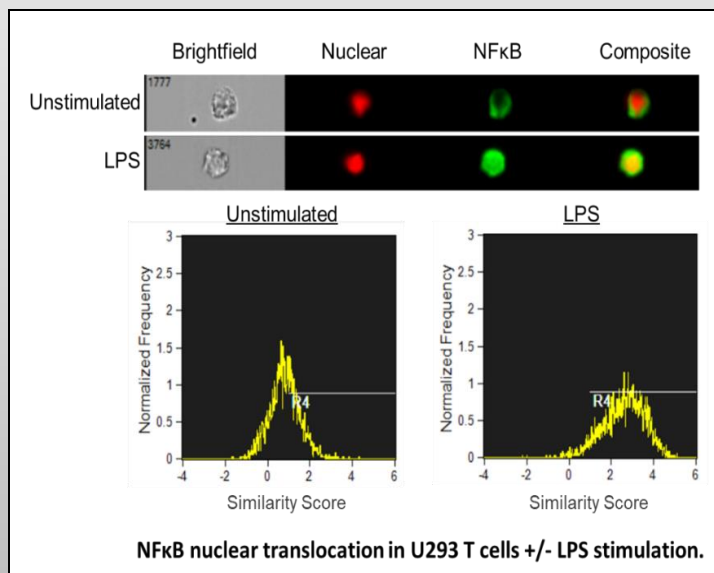 Brightfield Nuclear NFκB Composite
Unstimulated
1777
LPS
3764
Unstimulated LPS
3 3
2.5 2.5
2 2
1.5 1.5
1 1
0.5 0.5
0 0
Normalized Frequency Normalized Frequency
R4 R4
-4 -2 0 2 4 6 -4 -2 0 2 4 6
Similarity Score Similarity Score
NFκB nuclear translocation in U293 T cells +/- LPS stimulation.